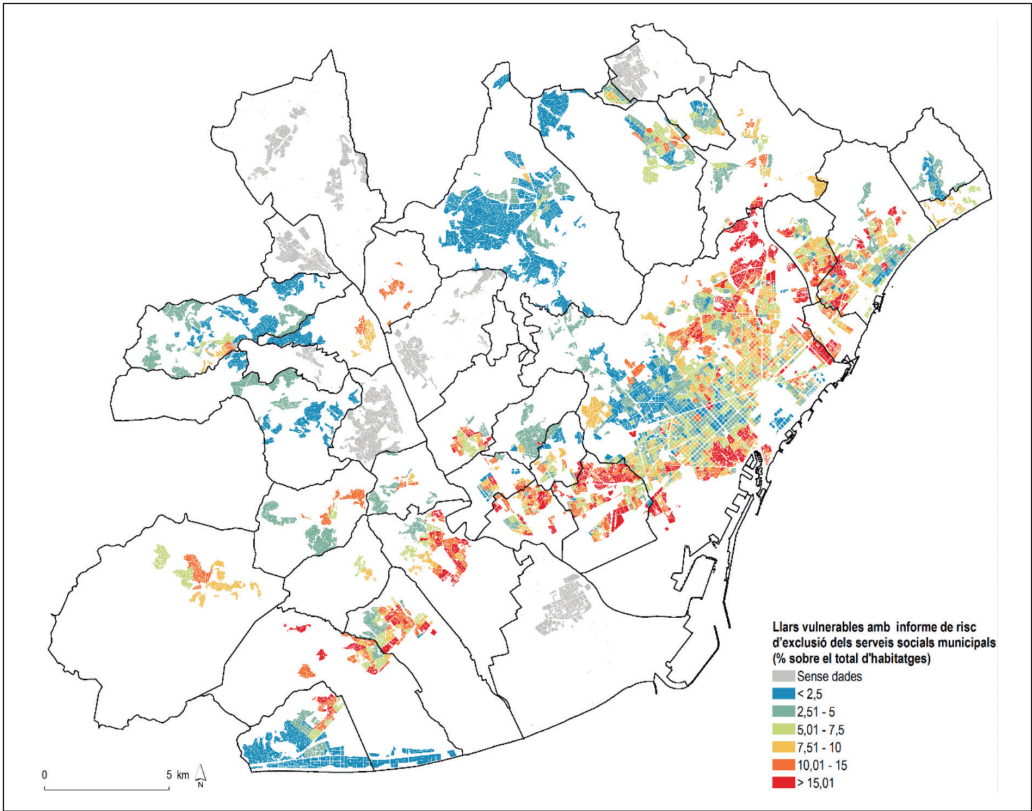 Llars vulnerables amb informe de risc
d'exclusió dels serveis socials municipals
(% sobre el total d'habitatges)
Sense dades
< 2,5
2,51 - 5
5,01 - 7,5
7,51 - 10
10,01 - 15
> 15,01
0 5 km
N